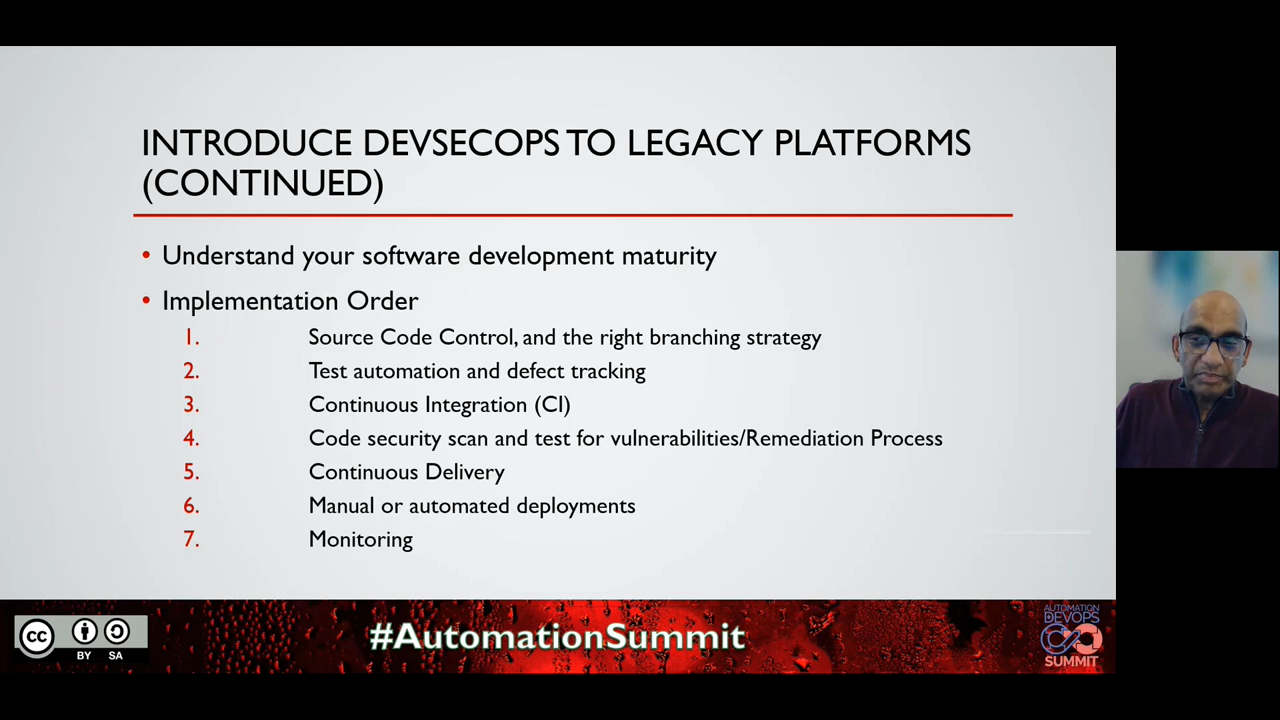 INTRODUCE DEVSECOPS TO LEGACY PLATFORMS
(CONTINUED)
• Understand your software development maturity
• Implementation Order
1. Source Code Control, and the right branching strategy
2. Test automation and defect tracking
3. Continuous Integration (CI)
4. Code security scan and test for vulnerabilities/Remediation Process
5. Continuous Delivery
6. Manual or automated deployments
7. Monitoring
cc
BY SA
#AutomationSummit
AUTOMATION
DEVOPS
SUMMIT